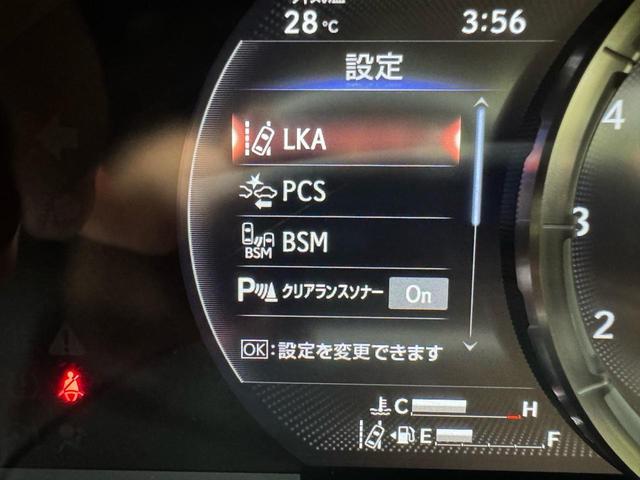 28℃
3:56
設定
LKA
PCS
BSM
BSM
クリアランスソナー On
OK:設定を変更できます
4
3
2
C H
E F